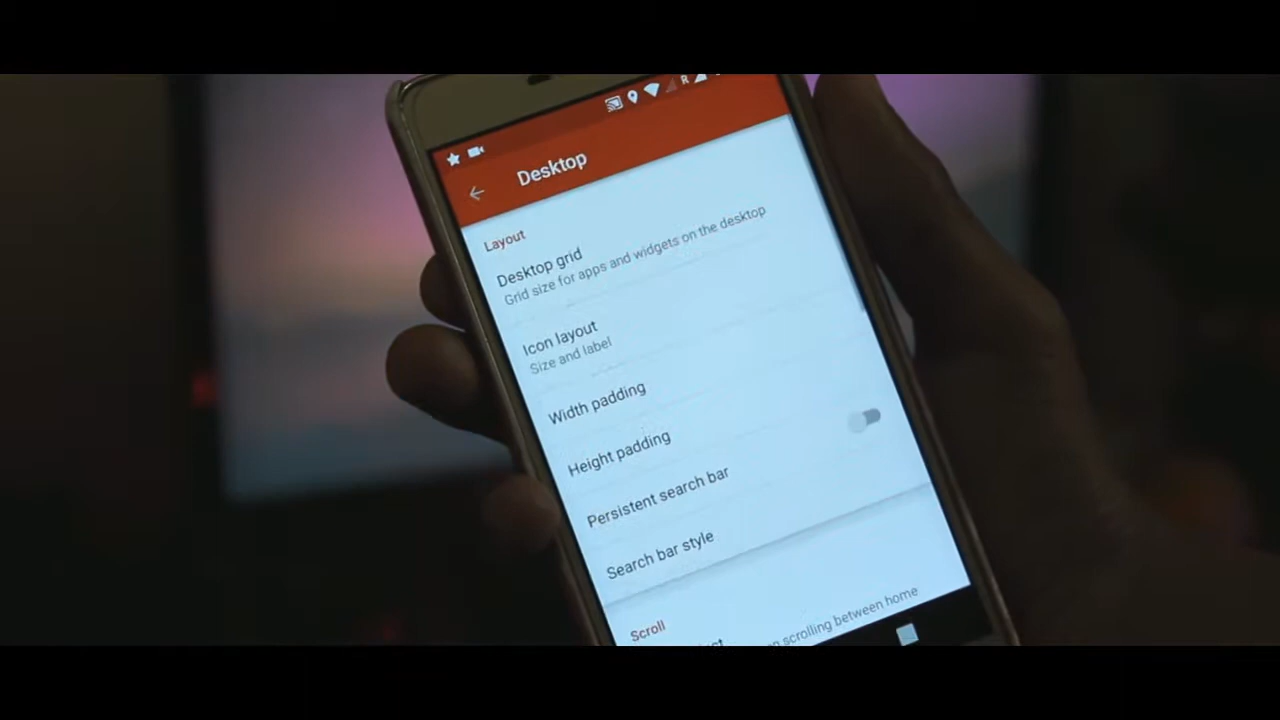 R
Desktop
Layout
Desktop grid
Grid size for apps and widgets on the desktop
Icon layout
Size and label
Width padding
Height padding
Persistent search bar
Search bar style
Scroll
scrolling between home